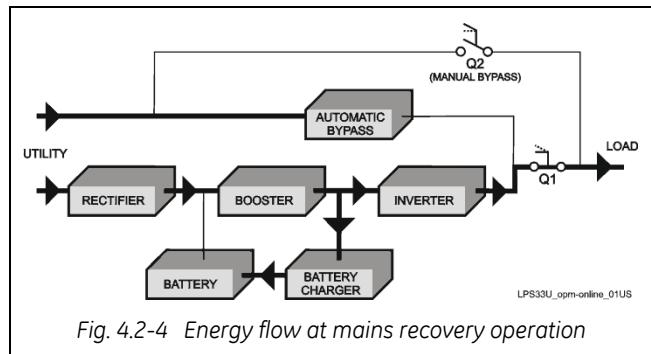 Q2
(MANUAL BYPASS)
AUTOMATIC
BYPASS
UTILITY
LOAD
Q1
RECTIFIER
BOOSTER
INVERTER
BATTERY
BATTERY
CHARGER
LPS33U_opm-online_01US
Fig. 4.2-4 Energy flow at mains recovery operation